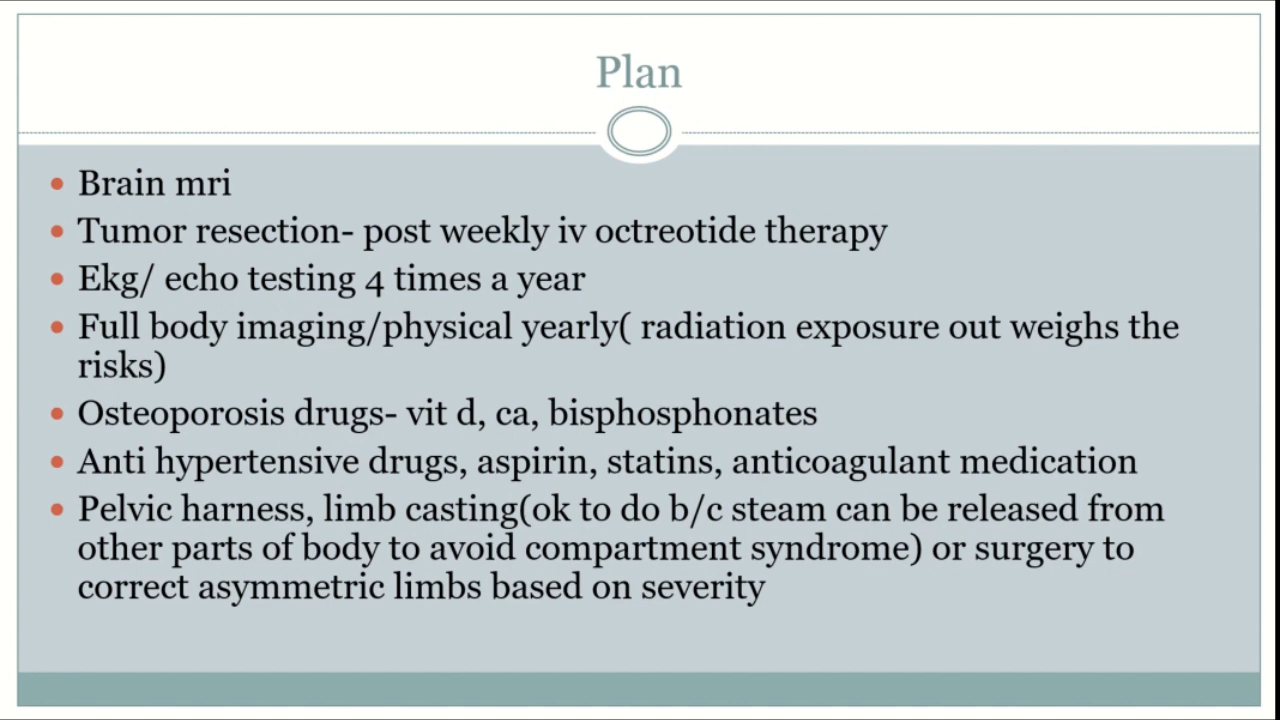 Plan
• Brain mri
• Tumor resection- post weekly iv octreotide therapy
• Ekg/ echo testing 4 times a year
• Full body imaging/physical yearly( radiation exposure out weighs the
risks)
• Osteoporosis drugs- vit d, ca, bisphosphonates
• Anti hypertensive drugs, aspirin, statins, anticoagulant medication
• Pelvic harness, limb casting(ok to do b/c steam can be released from
other parts of body to avoid compartment syndrome) or surgery to
correct asymmetric limbs based on severity